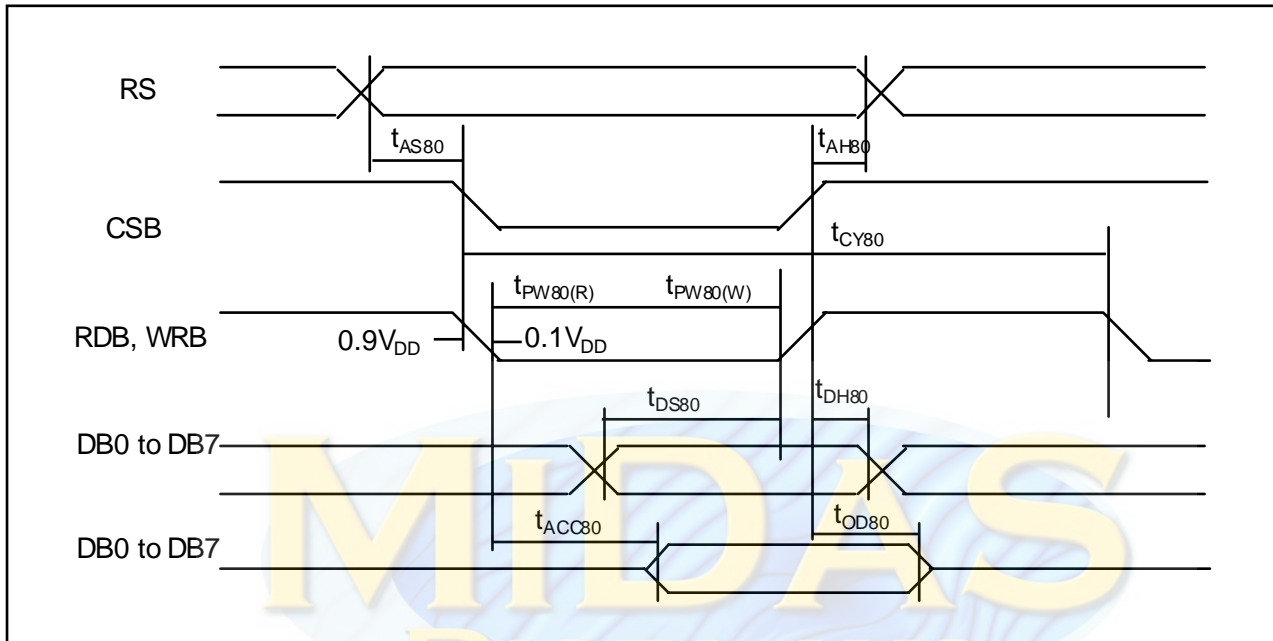 RS
tAS80
tAH80
CSB
tCY80
tPW80(R)
tPW80(W)
RDB, WRB
0.9VDD
0.1VDD
tDS80
tDH80
DB0 to DB7
tACC80
tOD80
DB0 to DB7
MIDAS